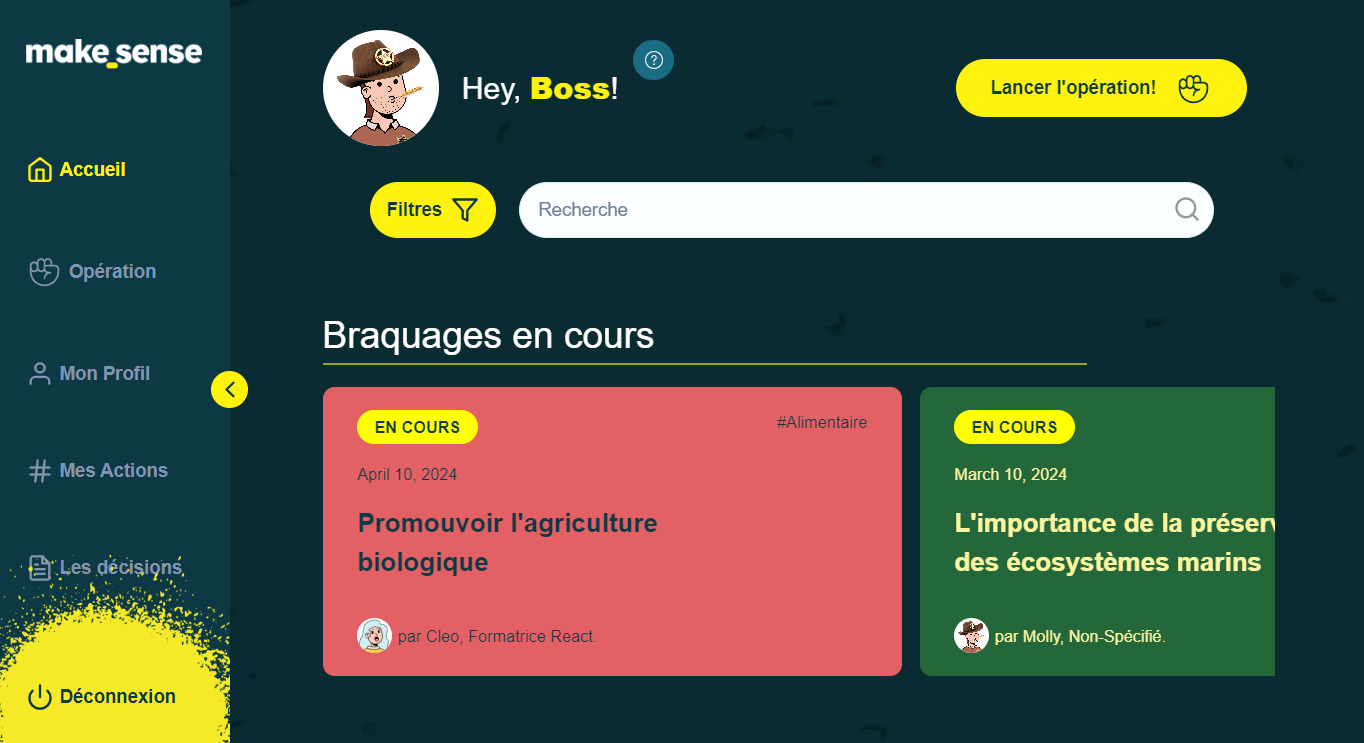 make_sense
Accueil
Opération
Mon Profil
Mes Actions
Les décisions
Déconnexion
Hey, Boss!
?
Lancer l'opération!
Filtres
Recherche
Braquages en cours
EN COURS
#Alimentaire
April 10, 2024
Promouvoir l'agriculture
biologique
par Cleo, Formatrice React.
EN COURS
March 10, 2024
L'importance de la préserv
des écosystèmes marins
par Molly, Non-Spécifié.